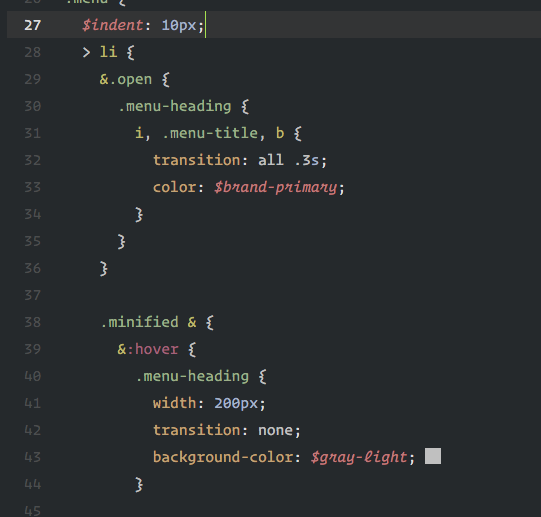 26 .menu {
27 $indent: 10px;
28 > li {
29 &.open {
30 .menu-heading {
31 i, .menu-title, b {
32 transition: all .3s;
33 color: $brand-primary;
34 }
35 }
36 }
37
38 .minified & {
39 &:hover {
40 .menu-heading {
41 width: 200px;
42 transition: none;
43 background-color: $gray-light;
44 }
45